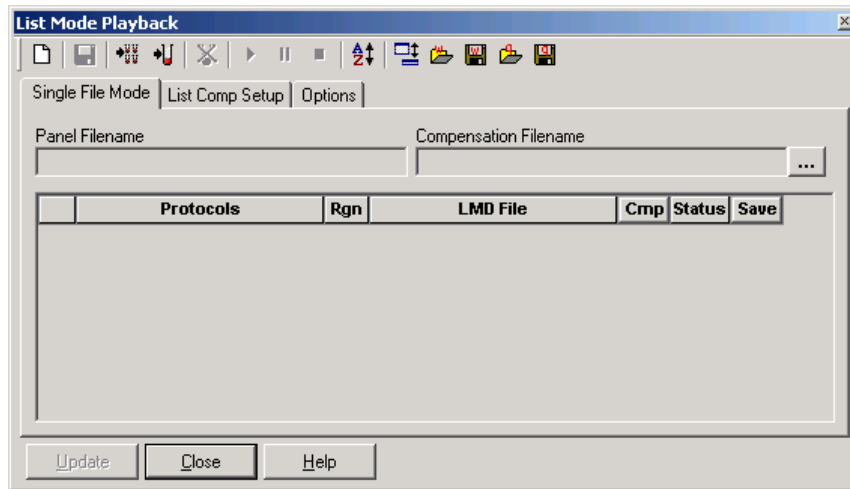 List Mode Playback
Single File Mode List Comp Setup Options
Panel Filename Compensation Filename
...
Protocols Rgn LMD File Cmp Status Save
Update Close Help